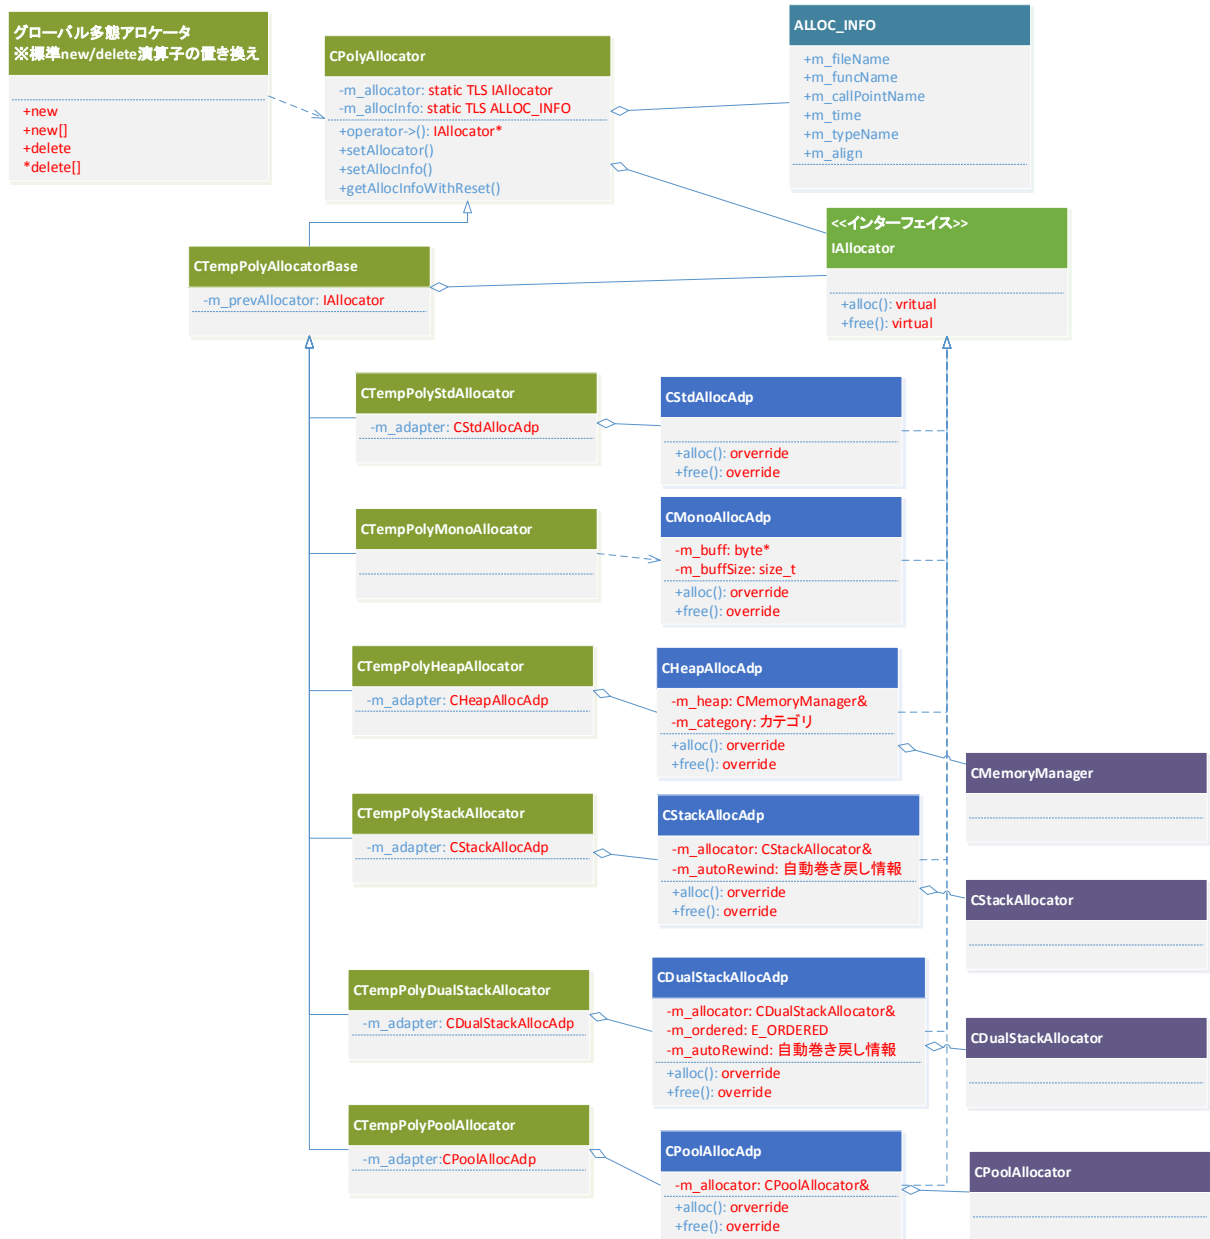 グローバル多態アロケータ
※標準new/delete演算子の置き換え
+new
+new[]
+delete
*delete[]
CPolyAllocator
-m_allocator: static TLS IAllocator
-m_allocInfo: static TLS ALLOC_INFO
+operator->(): IAllocator*
+setAllocator()
+setAllocInfo()
+getAllocInfoWithReset()
ALLOC_INFO
+m_fileName
+m_funcName
+m_callPointName
+m_time
+m_typeName
+m_align
<<インターフェイス>>
IAllocator
+alloc(): vritual
+free(): virtual
CTempPolyAllocatorBase
-m_prevAllocator: IAllocator
CTempPolyStdAllocator
-m_adapter: CStdAllocAdp
CStdAllocAdp
+alloc(): orverride
+free(): override
CTempPolyMonoAllocator
CMonoAllocAdp
-m_buff: byte*
-m_buffSize: size_t
+alloc(): orverride
+free(): override
CTempPolyHeapAllocator
-m_adapter: CHeapAllocAdp
CHeapAllocAdp
-m_heap: CMemoryManager&
-m_category: カテゴリ
+alloc(): orverride
+free(): override
CMemoryManager
CTempPolyStackAllocator
-m_adapter: CStackAllocAdp
CStackAllocAdp
-m_allocator: CStackAllocator&
-m_autoRewind: 自動巻き戻し情報
+alloc(): orverride
+free(): override
CStackAllocator
CTempPolyDualStackAllocator
-m_adapter: CDualStackAllocAdp
CDualStackAllocAdp
-m_allocator: CDualStackAllocator&
-m_ordered: E_ORDERED
-m_autoRewind: 自動巻き戻し情報
+alloc(): orverride
+free(): override
CDualStackAllocator
CTempPolyPoolAllocator
-m_adapter:CPoolAllocAdp
CPoolAllocAdp
-m_allocator: CPoolAllocator&
+alloc(): orverride
+free(): override
CPoolAllocator